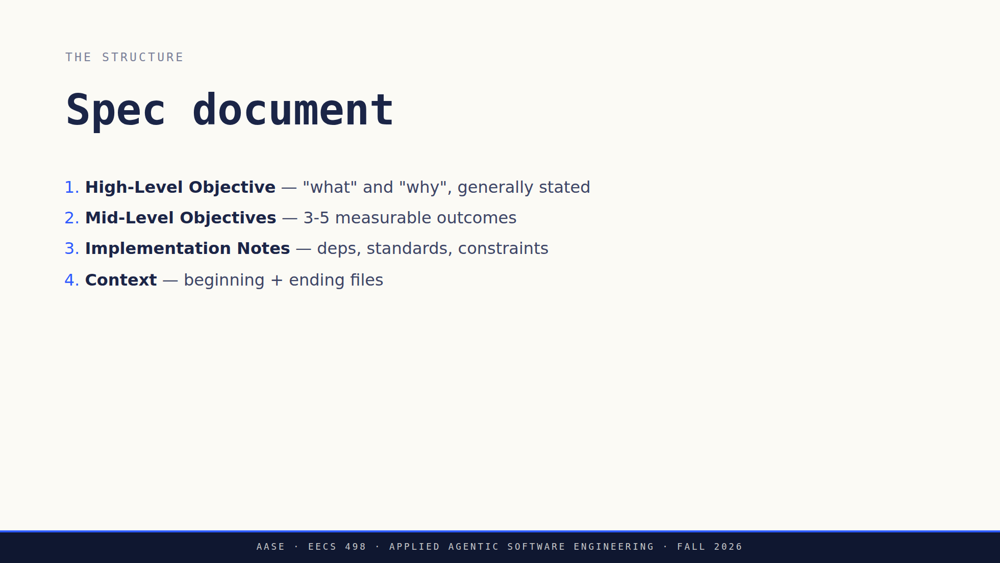 THE STRUCTURE
Spec document
1. High-Level Objective — "what" and "why", generally stated
2. Mid-Level Objectives — 3-5 measurable outcomes
3. Implementation Notes — deps, standards, constraints
4. Context — beginning + ending files
AASE · EECS 498 · APPLIED AGENTIC SOFTWARE ENGINEERING · FALL 2026